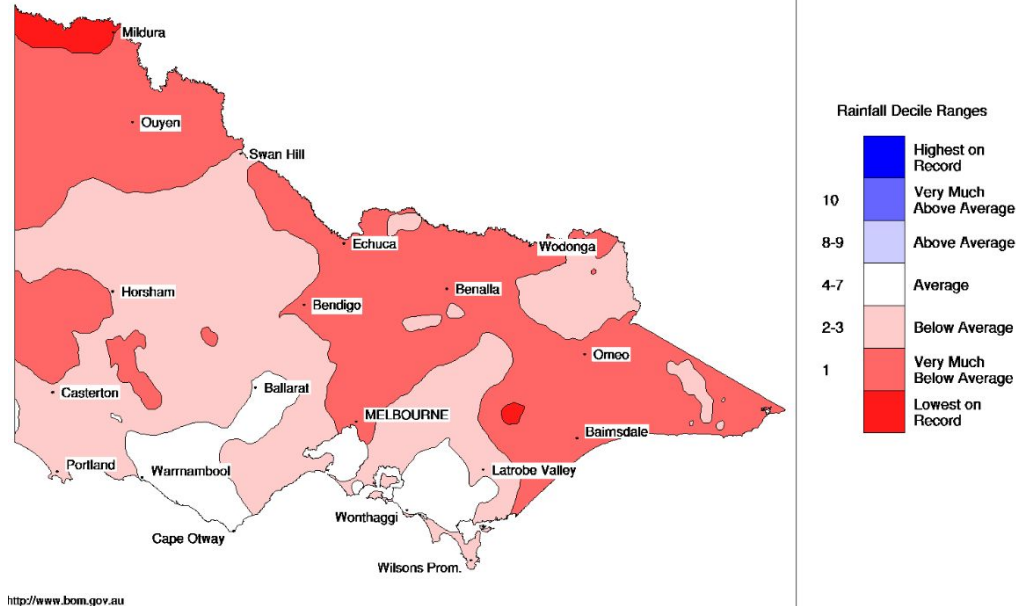 Mildura
Ouyen
Swan Hill
Echuca
Wodonga
Horsham
Benalla
Bendigo
Omeo
Casterton
Ballarat
MELBOURNE
Bairnsdale
Portland
Warrnambool
Latrobe Valley
Wonthaggi
Cape Otway
Wilsons Prom.
http://www.bom.gov.au
Rainfall Decile Ranges
Highest on
Record
10
Very Much
Above Average
8-9
Above Average
4-7
Average
2-3
Below Average
1
Very Much
Below Average
Lowest on
Record